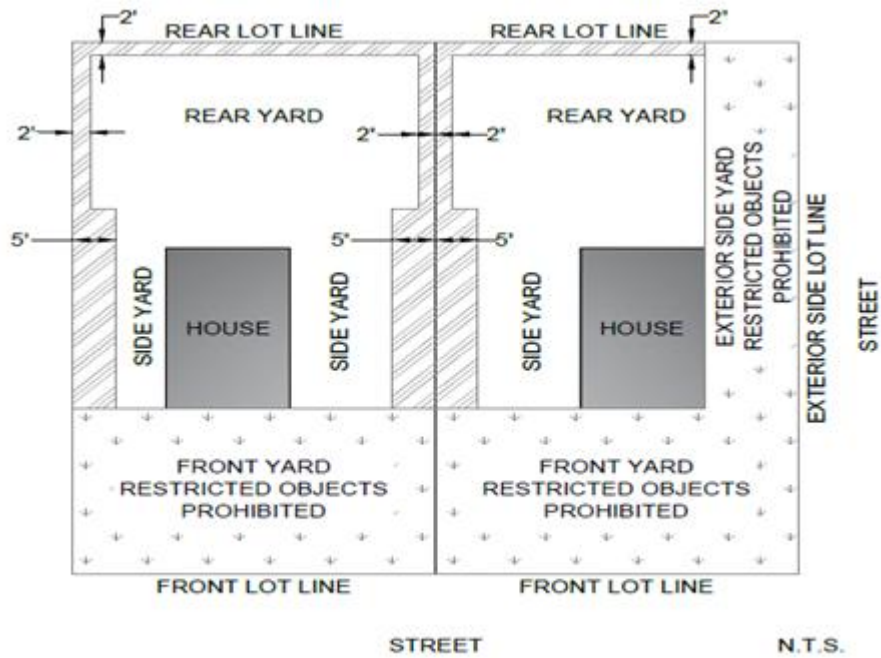 2' 2'
REAR LOT LINE REAR LOT LINE
REAR YARD REAR YARD
2' 2' 2'
5' 5' 5'
SIDE YARD
HOUSE
SIDE YARD
SIDE YARD
HOUSE
EXTERIOR SIDE YARD
RESTRICTED OBJECTS
PROHIBITED
EXTERIOR SIDE LOT LINE
STREET
FRONT YARD
RESTRICTED OBJECTS
PROHIBITED
FRONT YARD
RESTRICTED OBJECTS
PROHIBITED
FRONT LOT LINE FRONT LOT LINE
STREET N.T.S.